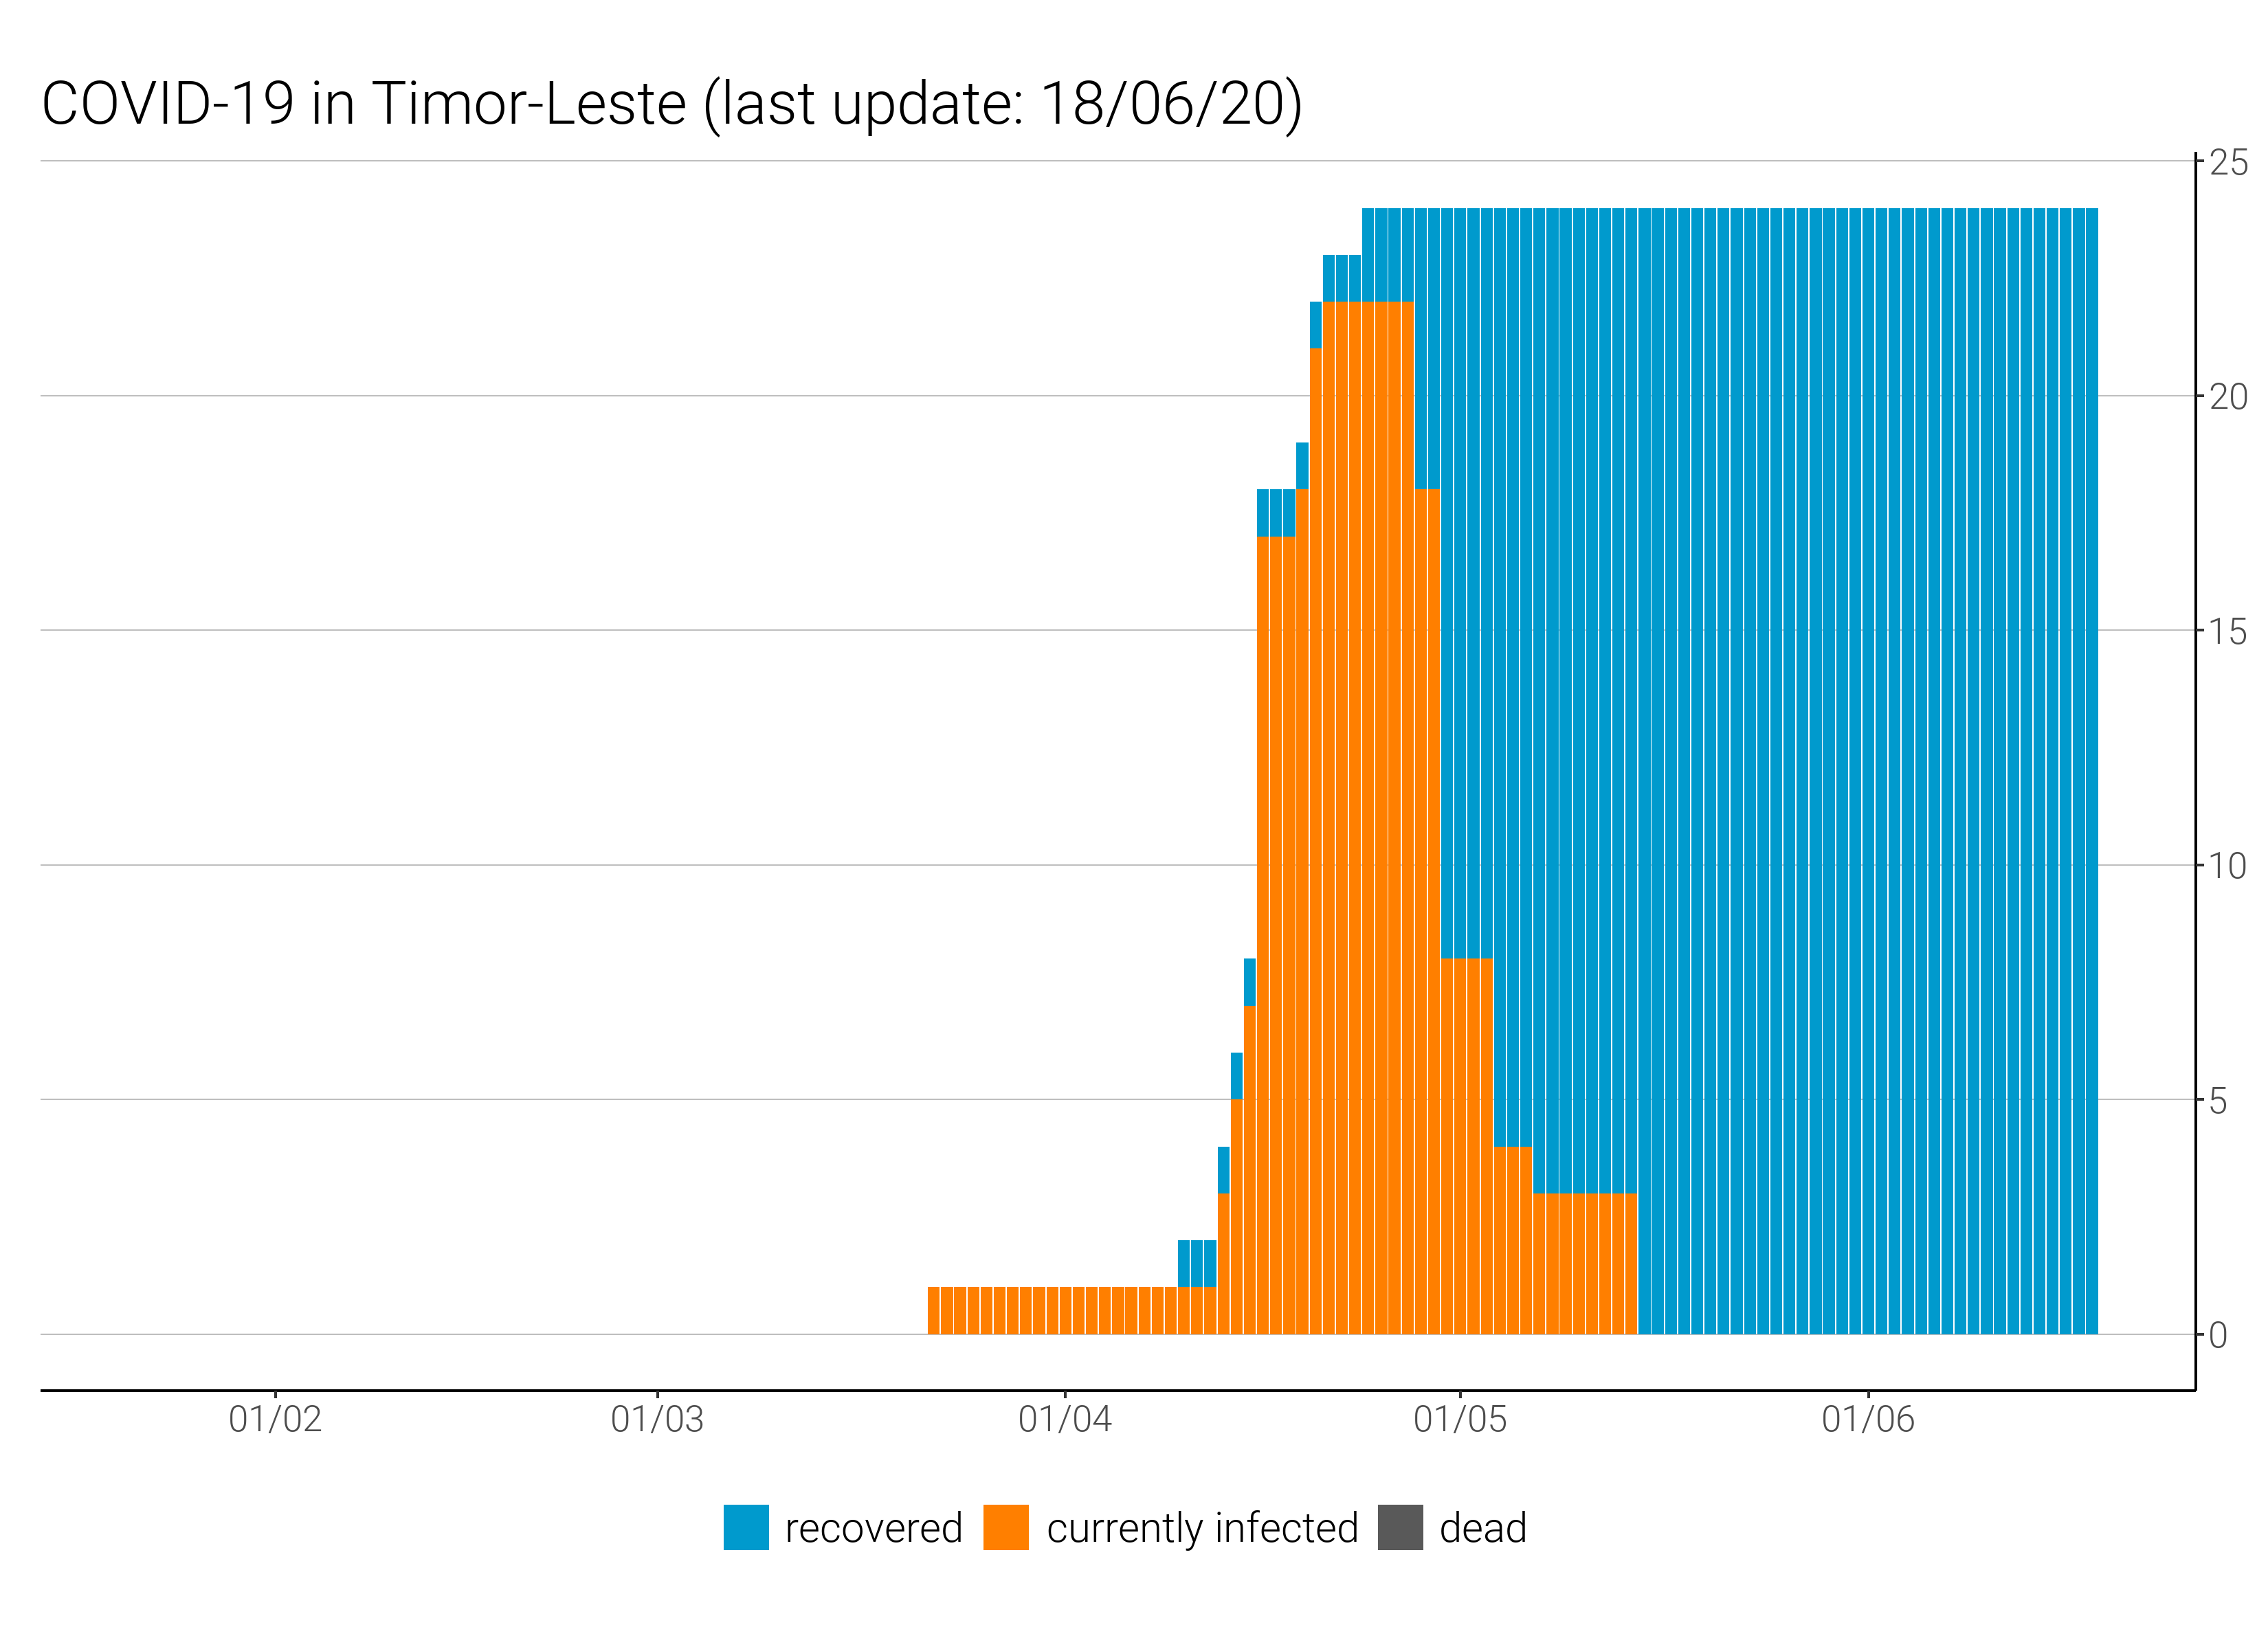 COVID-19 in Timor-Leste (last update: 18/06/20)
25
20
15
10
5
0
01/02 01/03 01/04 01/05 01/06
recovered currently infected dead